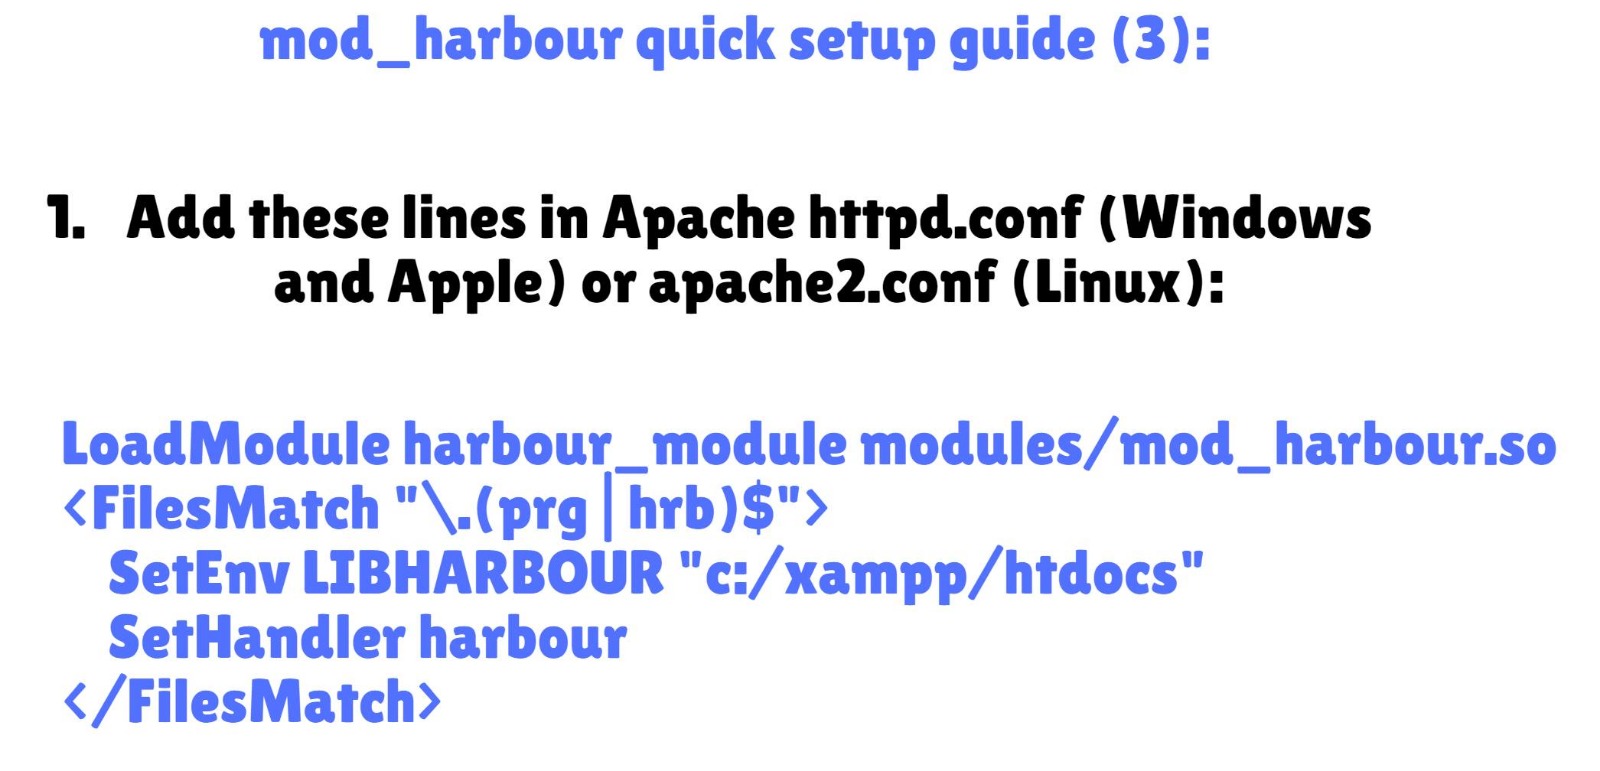 mod_harbour quick setup guide (3):
1. Add these lines in Apache httpd.conf (Windows
and Apple) or apache2.conf (Linux):
LoadModule harbour_module modules/mod_harbour.so
<FilesMatch "\.(prg|hrb)$">
SetEnv LIBHARBOUR "c:/xampp/htdocs"
SetHandler harbour
</FilesMatch>